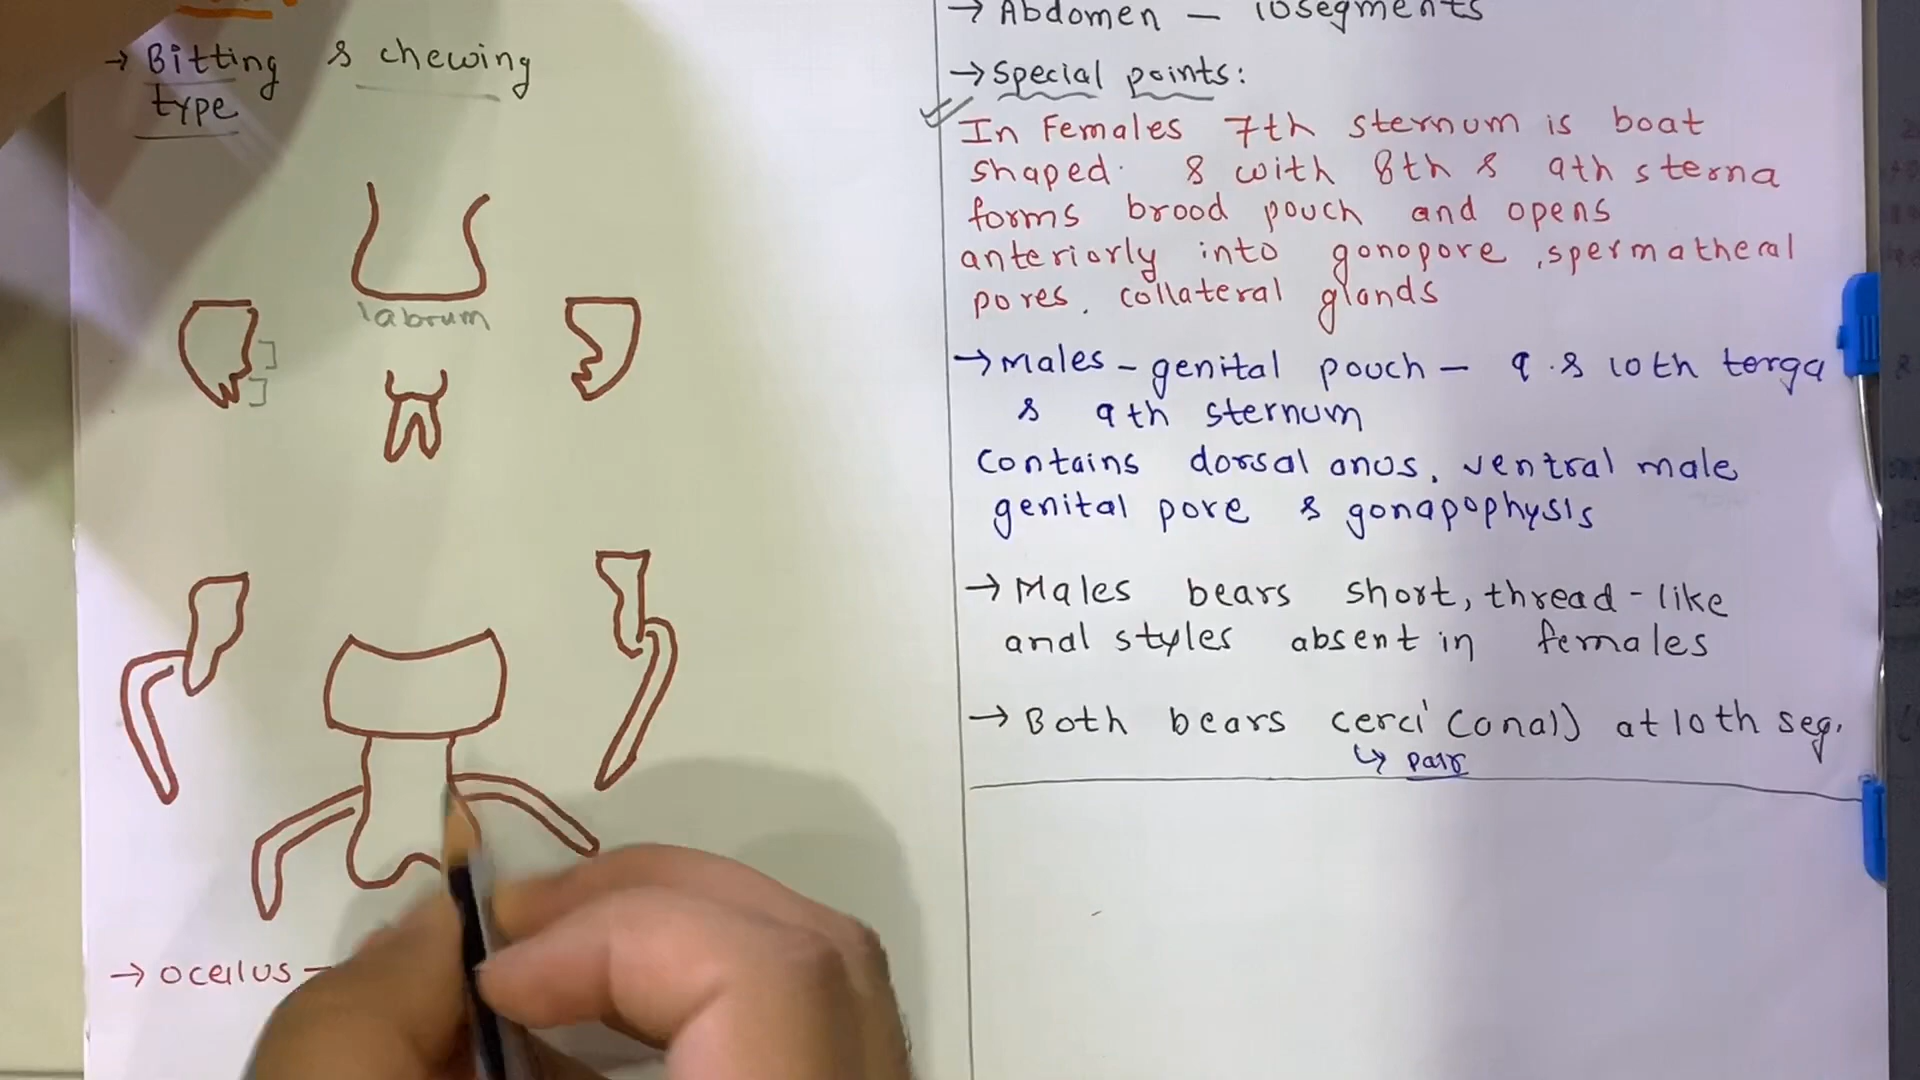 → Bitting & chewing
type
labrum
→ ocellus –
→ Abdomen – 10segments
→ Special points:
In Females 7th sternum is boat
shaped. & with 8th & 9th sterna
forms brood pouch and opens
anteriorly into gonopore, spermathecal
pores, collateral glands
→ Males – genital pouch – 9 & 10th terga
& 9th sternum
Contains dorsal anus, ventral male
genital pore & gonapophysis
→ Males bears short, thread-like
anal styles absent in females
→ Both bears cerci (anal) at 10th seg.
↳ pair